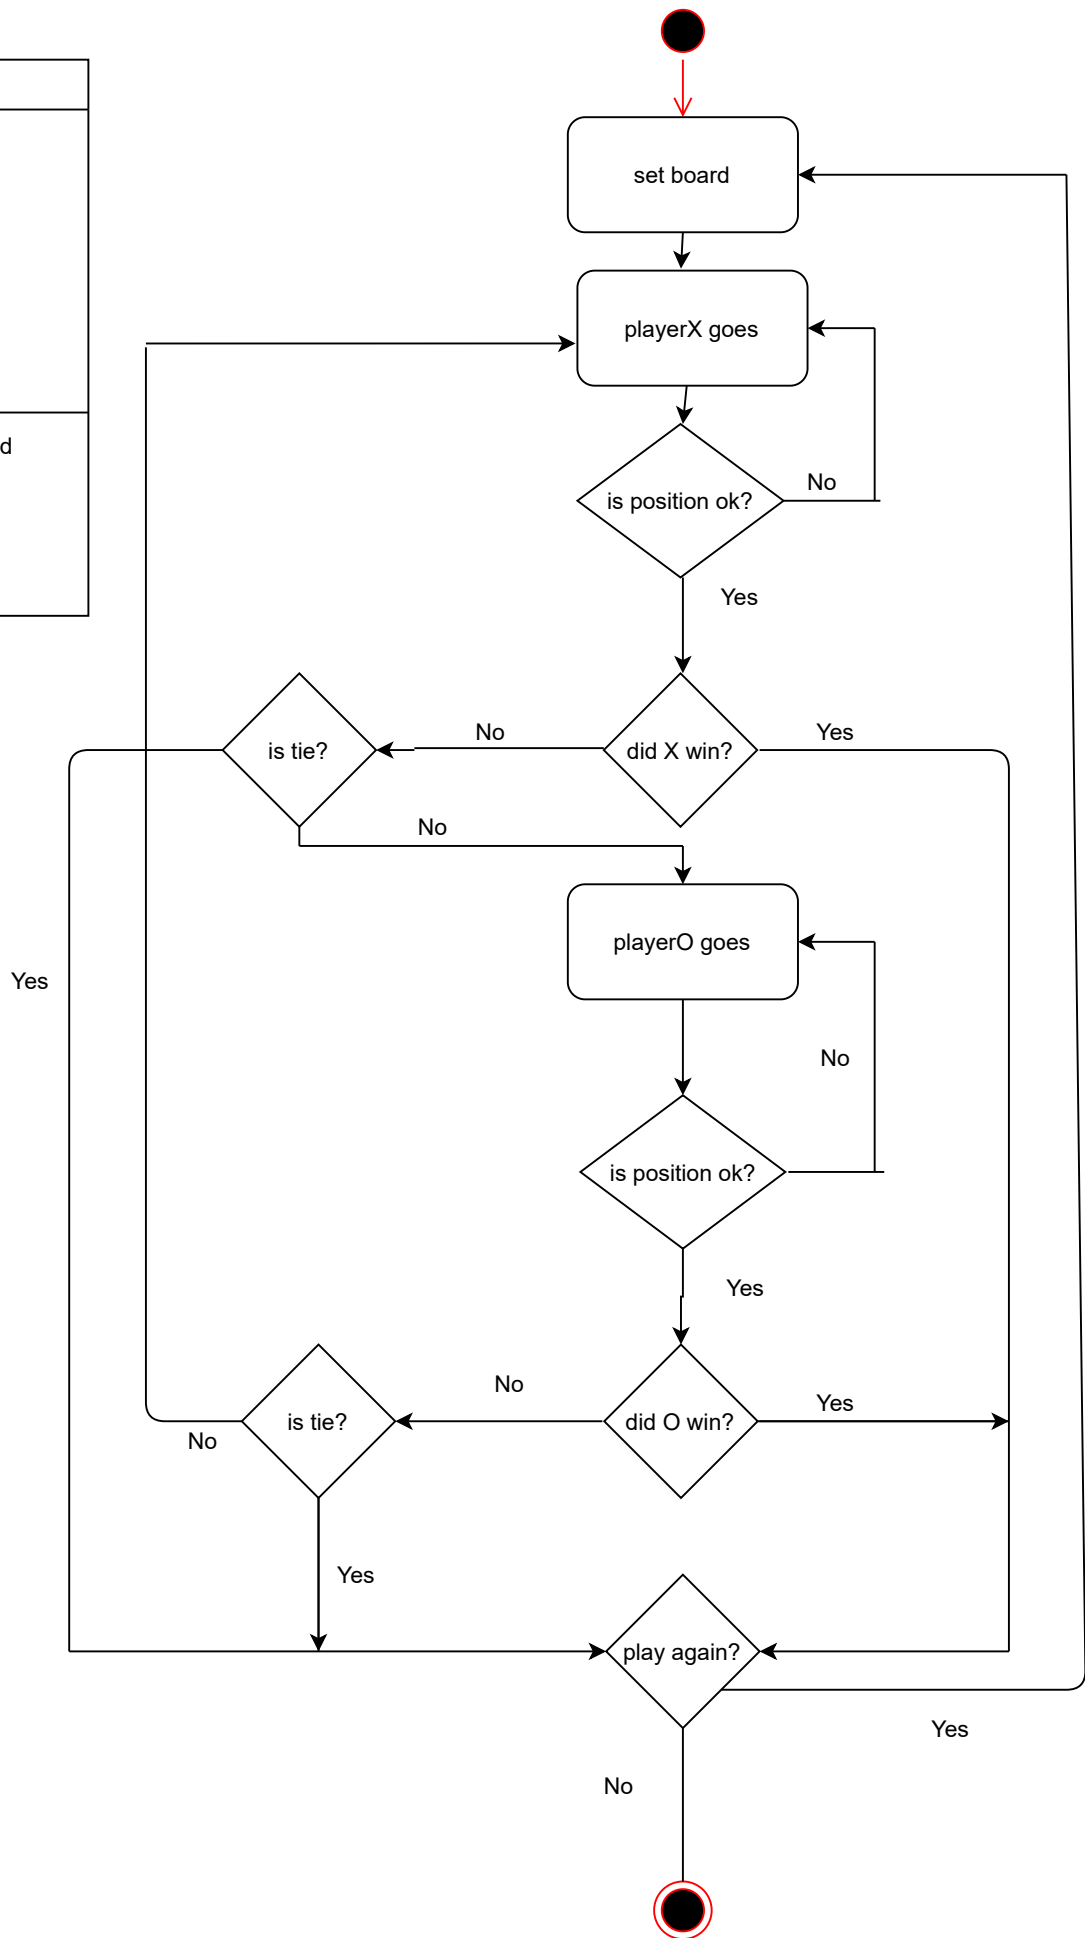 set board
playerX goes
d
is position ok?
No
Yes
is tie?
No
did X win?
Yes
No
playerO goes
Yes
No
is position ok?
Yes
No
Yes
is tie?
did O win?
No
Yes
play again?
Yes
No